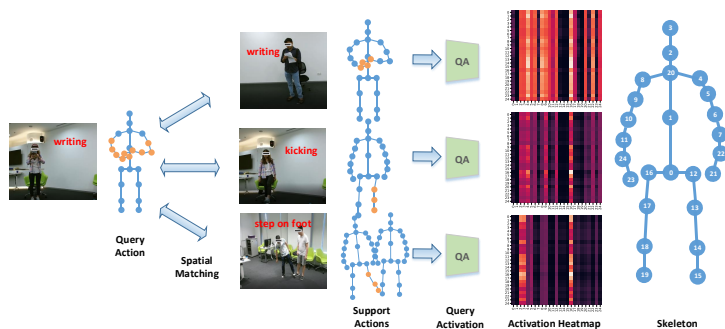 writing
writing
kicking
step on foot
QA
QA
QA
Query
Action
Spatial
Matching
Support
Actions
Query
Activation
Activation Heatmap
Skeleton
3
2
20
8
4
9
5
10
1
6
11
7
24
22
23
16
0
12
21
17
13
18
14
19
15